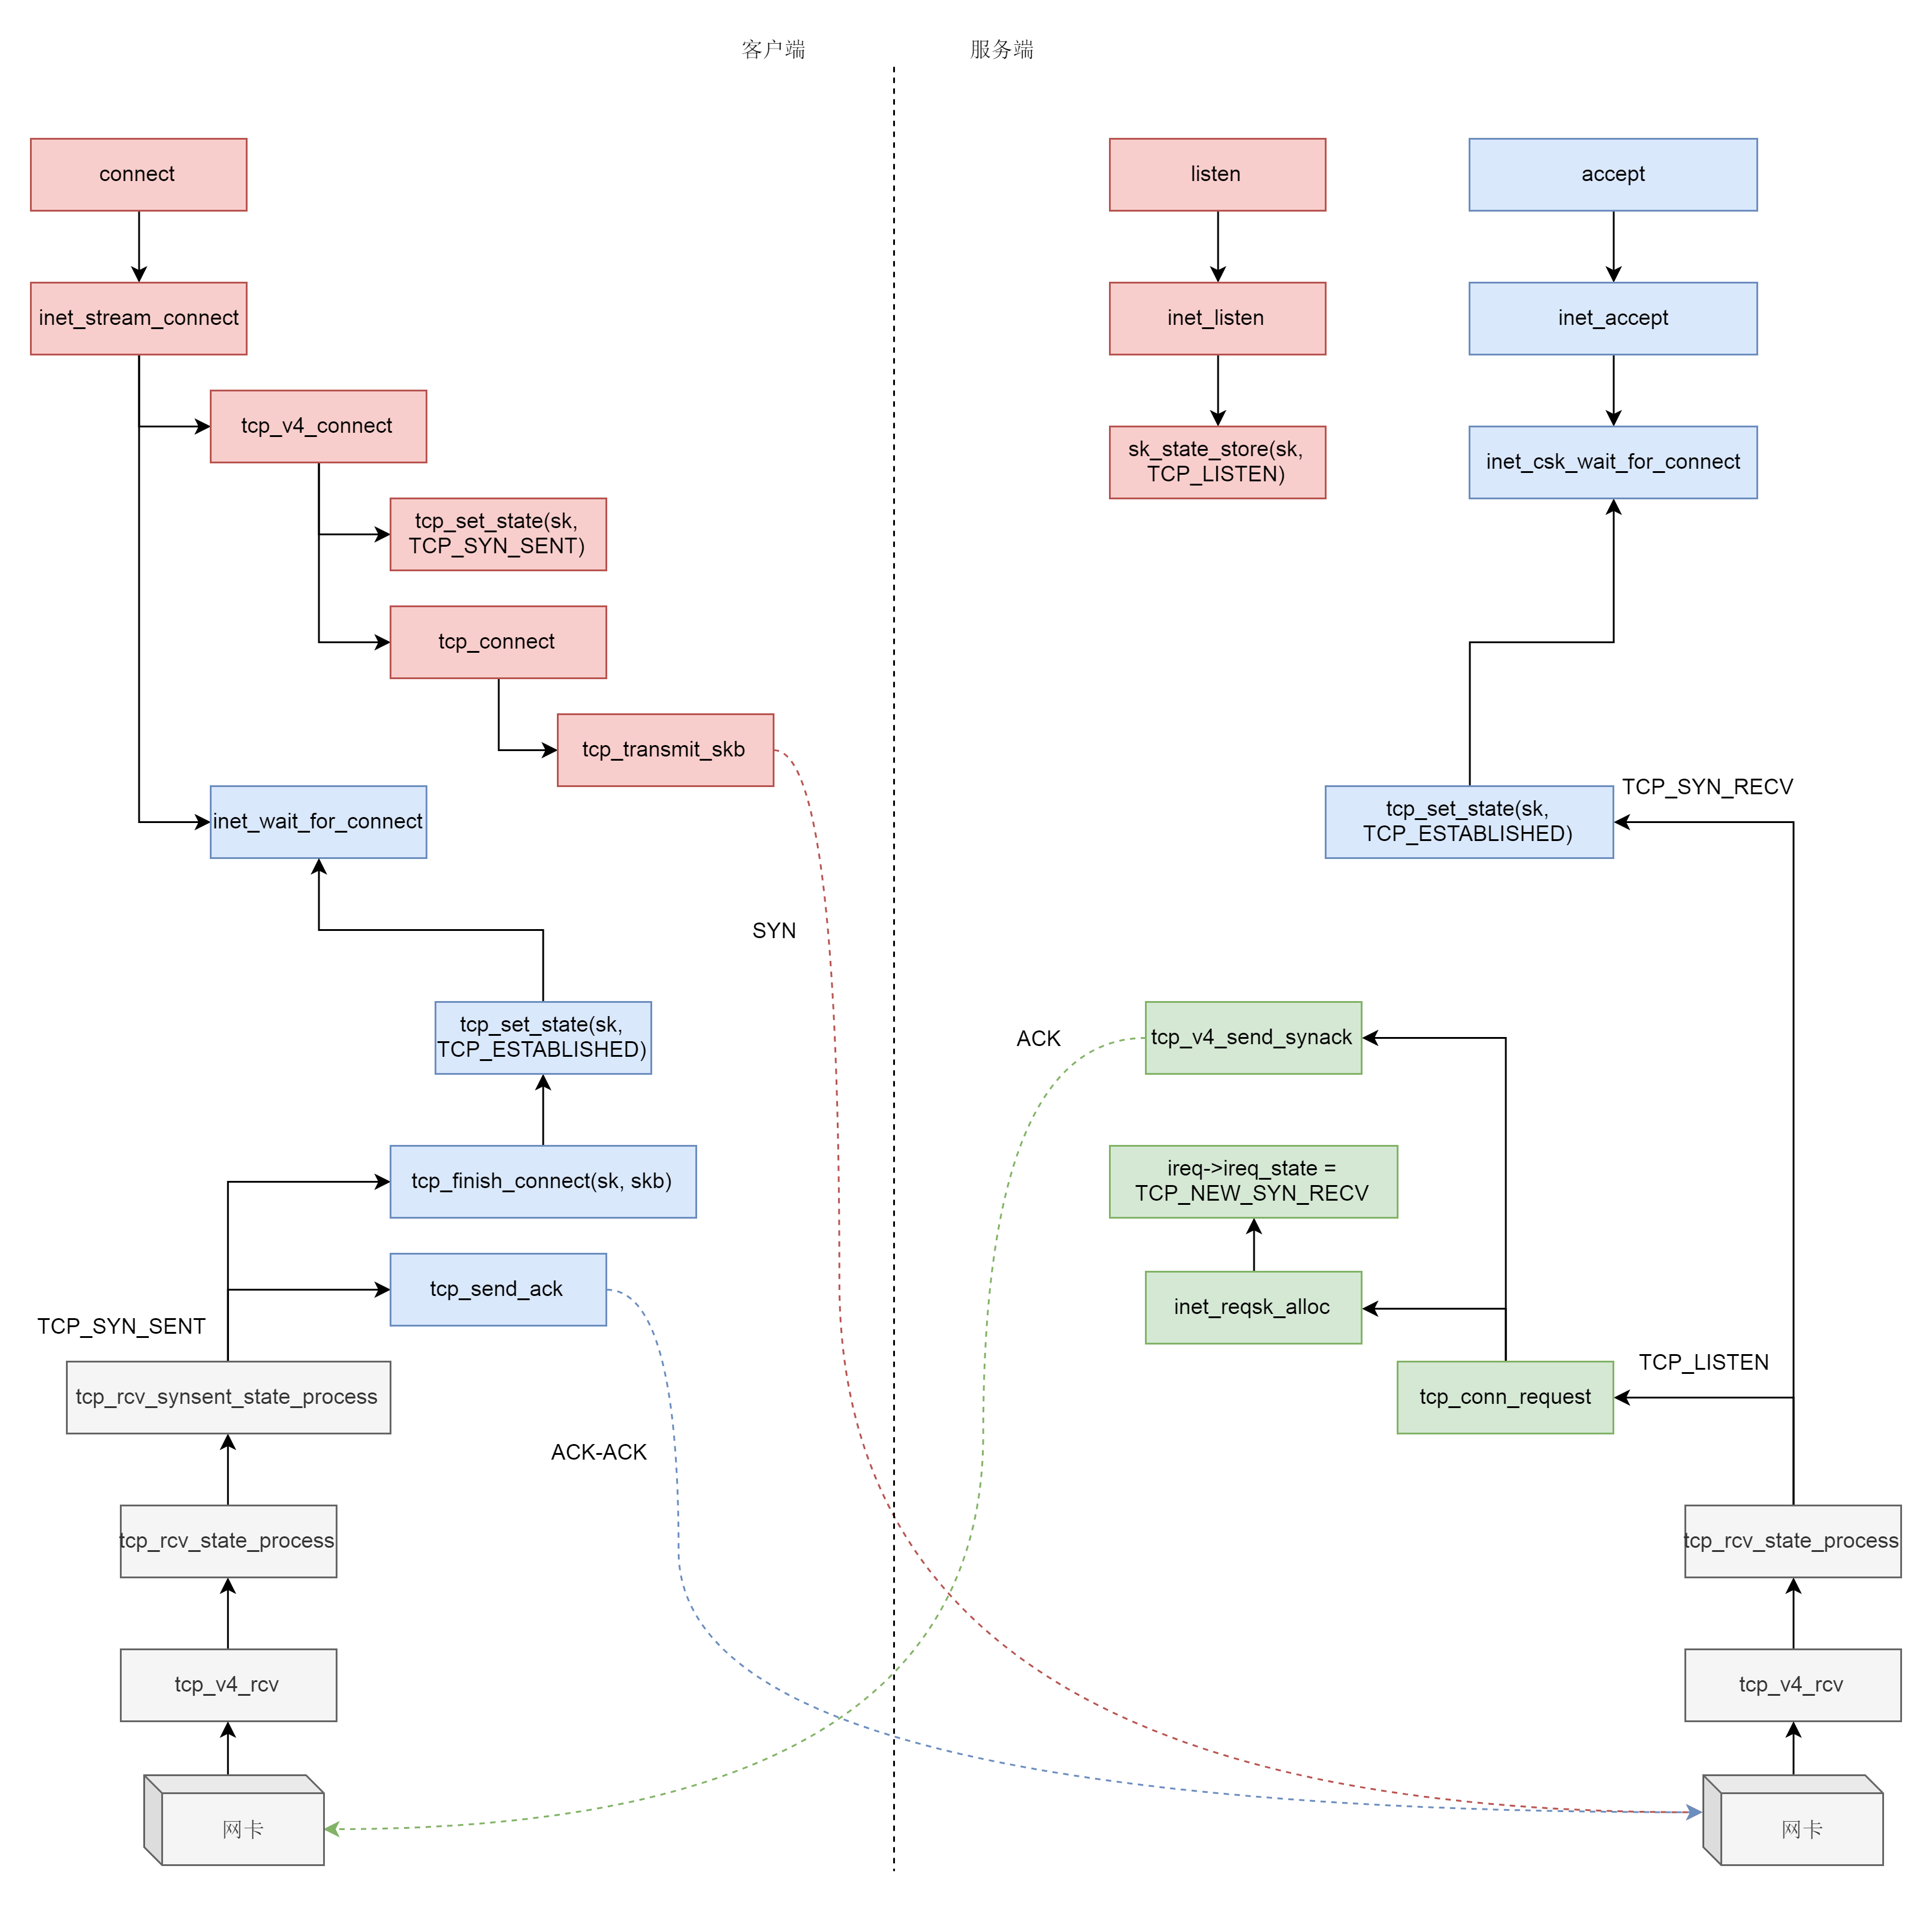 客户端
服务端
connect
listen
accept
inet_stream_connect
inet_listen
inet_accept
tcp_v4_connect
sk_state_store(sk,
TCP_LISTEN)
inet_csk_wait_for_connect
tcp_set_state(sk,
TCP_SYN_SENT)
tcp_connect
tcp_transmit_skb
inet_wait_for_connect
TCP_SYN_RECV
tcp_set_state(sk,
TCP_ESTABLISHED)
SYN
tcp_set_state(sk,
TCP_ESTABLISHED)
ACK
tcp_v4_send_synack
tcp_finish_connect(sk, skb)
ireq->ireq_state =
TCP_NEW_SYN_RECV
tcp_send_ack
inet_reqsk_alloc
TCP_SYN_SENT
TCP_LISTEN
tcp_rcv_synsent_state_process
tcp_conn_request
ACK-ACK
tcp_rcv_state_process
tcp_rcv_state_process
tcp_v4_rcv
tcp_v4_rcv
网卡
网卡